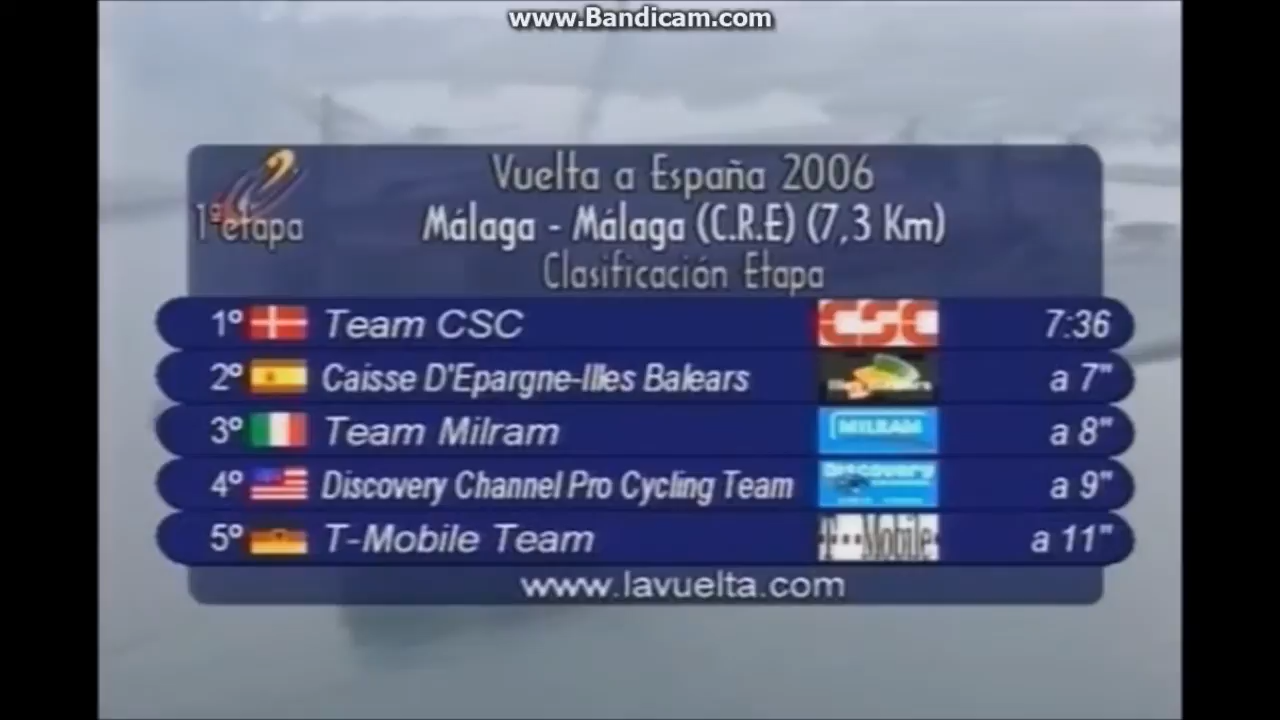 www.Bandicam.com
Vuelta a España 2006
1ªetapa
Málaga - Málaga (C.R.E) (7,3 Km)
Clasificación Etapa
1º Team CSC CSC 7:36
2º Caisse D'Epargne-Illes Balears a 7"
3º Team Milram MILRAM a 8"
4º Discovery Channel Pro Cycling Team Discovery a 9"
5º T-Mobile Team T··Mobile a 11"
www.lavuelta.com